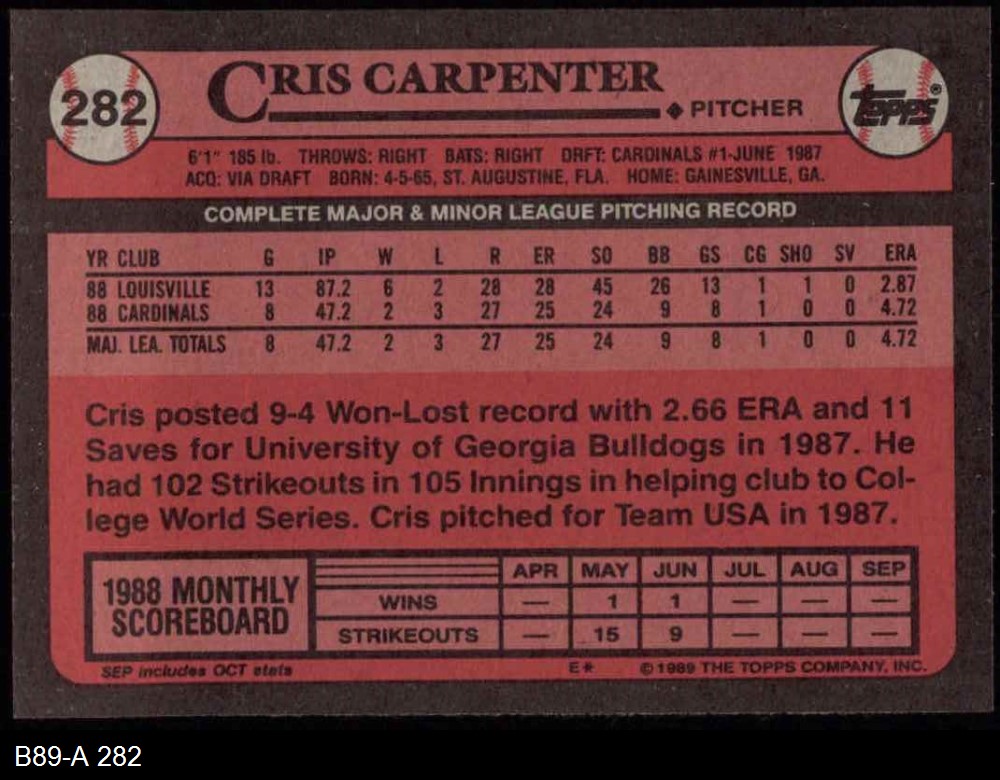 282
CRIS CARPENTER
◆ PITCHER
TOPPS®
6'1" 185 lb. THROWS: RIGHT BATS: RIGHT DRFT: CARDINALS #1-JUNE 1987
ACQ: VIA DRAFT BORN: 4-5-65, ST. AUGUSTINE, FLA. HOME: GAINESVILLE, GA.
COMPLETE MAJOR & MINOR LEAGUE PITCHING RECORD
YR CLUB G IP W L R ER SO BB GS CG SHO SV ERA
88 LOUISVILLE 13 87.2 6 2 28 28 45 26 13 1 1 0 2.87
88 CARDINALS 8 47.2 2 3 27 25 24 9 8 1 0 0 4.72
MAJ. LEA. TOTALS 8 47.2 2 3 27 25 24 9 8 1 0 0 4.72
Cris posted 9-4 Won-Lost record with 2.66 ERA and 11
Saves for University of Georgia Bulldogs in 1987. He
had 102 Strikeouts in 105 Innings in helping club to Col-
lege World Series. Cris pitched for Team USA in 1987.
1988 MONTHLY
SCOREBOARD
APR MAY JUN JUL AUG SEP
WINS — 1 1 — — —
STRIKEOUTS — 15 9 — — —
SEP includes OCT stats E* © 1989 THE TOPPS COMPANY, INC.
B89-A 282